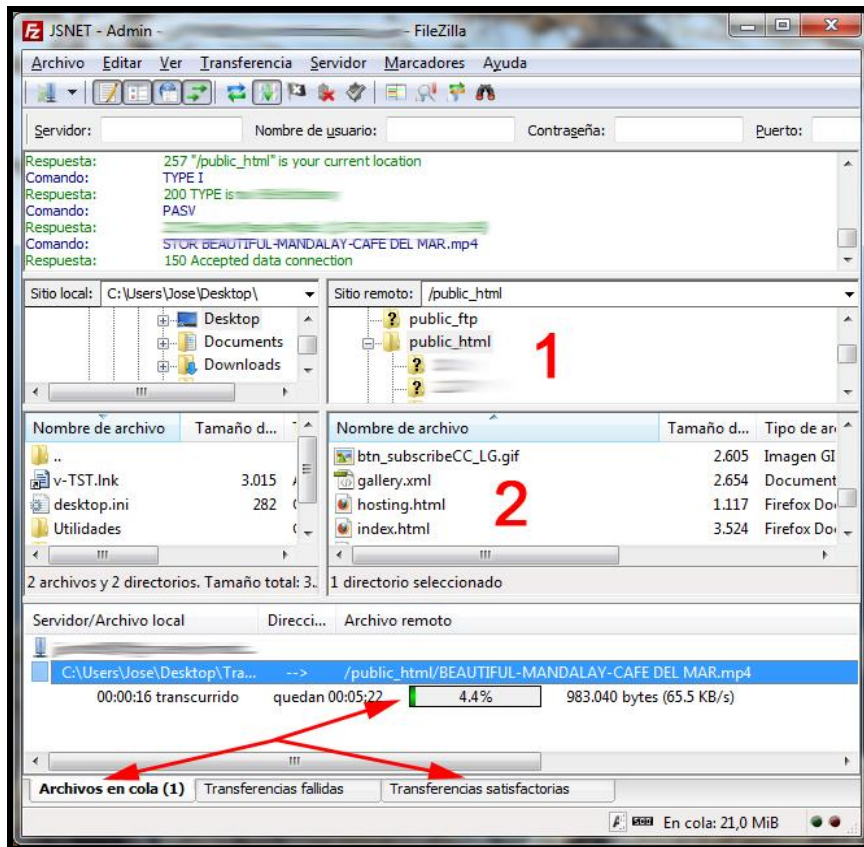 JSNET - Admin - - FileZilla
Archivo Editar Ver Transferencia Servidor Marcadores Ayuda
Servidor: Nombre de usuario: Contraseña: Puerto:
Respuesta: 257 "/public_html" is your current location
Comando: TYPE I
Respuesta: 200 TYPE is
Comando: PASV
Respuesta:
Comando: STOR BEAUTIFUL-MANDALAY-CAFE DEL MAR.mp4
Respuesta: 150 Accepted data connection
Sitio local: C:\Users\Jose\Desktop\ Sitio remoto: /public_html
Desktop public_ftp
Documents public_html
Downloads
1
Nombre de archivo Tamaño d... Nombre de archivo Tamaño d... Tipo de
.. btn_subscribeCC_LG.gif 2.605 Imagen GI
v-TST.lnk 3.015 gallery.xml 2.654 Document
desktop.ini 282 hosting.html 1.117 Firefox
Utilidades index.html 3.524 Firefox
2
2 archivos y 2 directorios. Tamaño total: 3.. 1 directorio seleccionado
Servidor/Archivo local Direcci... Archivo remoto
C:\Users\Jose\Desktop\Tra... --> /public_html/BEAUTIFUL-MANDALAY-CAFE DEL MAR.mp4
00:00:16 transcurrido quedan 00:05:22 4.4% 983.040 bytes (65.5 KB/s)
Archivos en cola (1) Transferencias fallidas Transferencias satisfactorias
En cola: 21,0 MiB